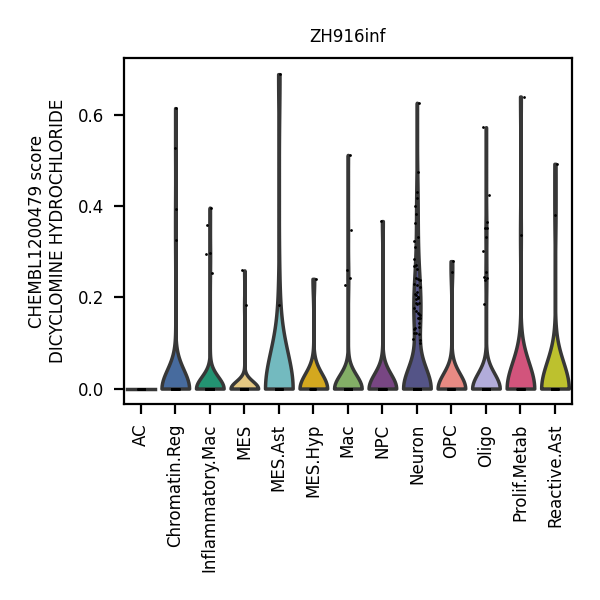 ZH916inf
CHEMBL1200479 score
DICYCLOMINE HYDROCHLORIDE
0.6
0.4
0.2
0.0
AC
Chromatin.Reg
Inflammatory.Mac
MES
MES.Ast
MES.Hyp
Mac
NPC
Neuron
OPC
Oligo
Prolif.Metab
Reactive.Ast